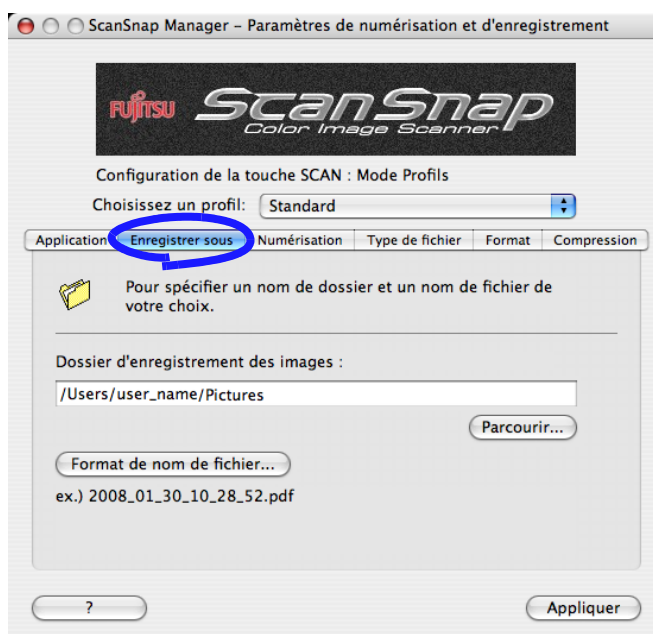 ScanSnap Manager – Paramètres de numérisation et d'enregistrement
FUJITSU ScanSnap
Color Image Scanner
Configuration de la touche SCAN : Mode Profils
Choisissez un profil: Standard
Application Enregistrer sous Numérisation Type de fichier Format Compression
Pour spécifier un nom de dossier et un nom de fichier de
votre choix.
Dossier d'enregistrement des images :
/Users/user_name/Pictures
Parcourir...
Format de nom de fichier...
ex.) 2008_01_30_10_28_52.pdf
? Appliquer